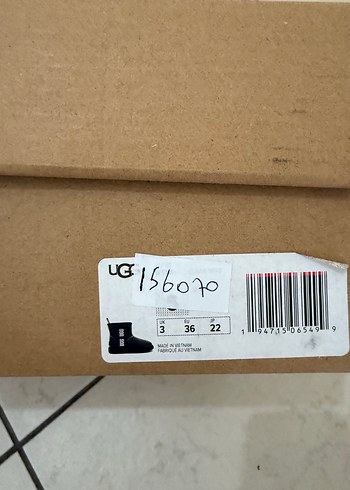 UGG
156070
UK EU JP
3 36 22
MADE IN VIETNAM
FABRIQUÉ AU VIETNAM
1 94715 06549 9